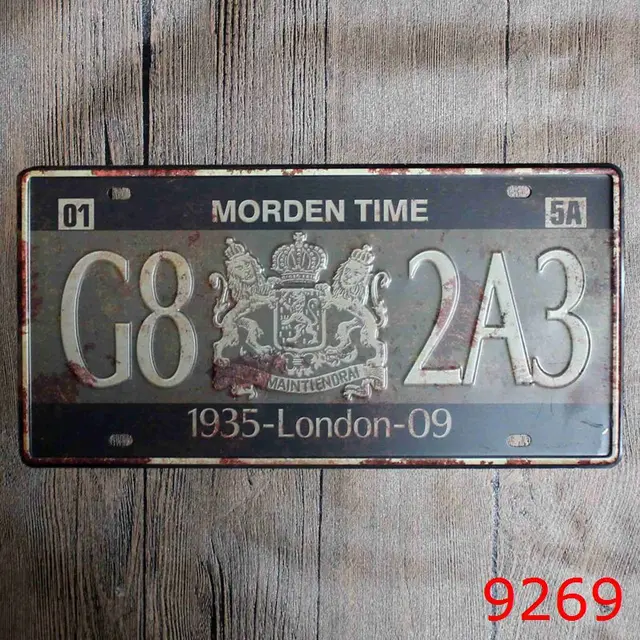 01 MORDEN TIME 5A
G8 2A3
MAINTIENDRAI
1935-London-09
9269